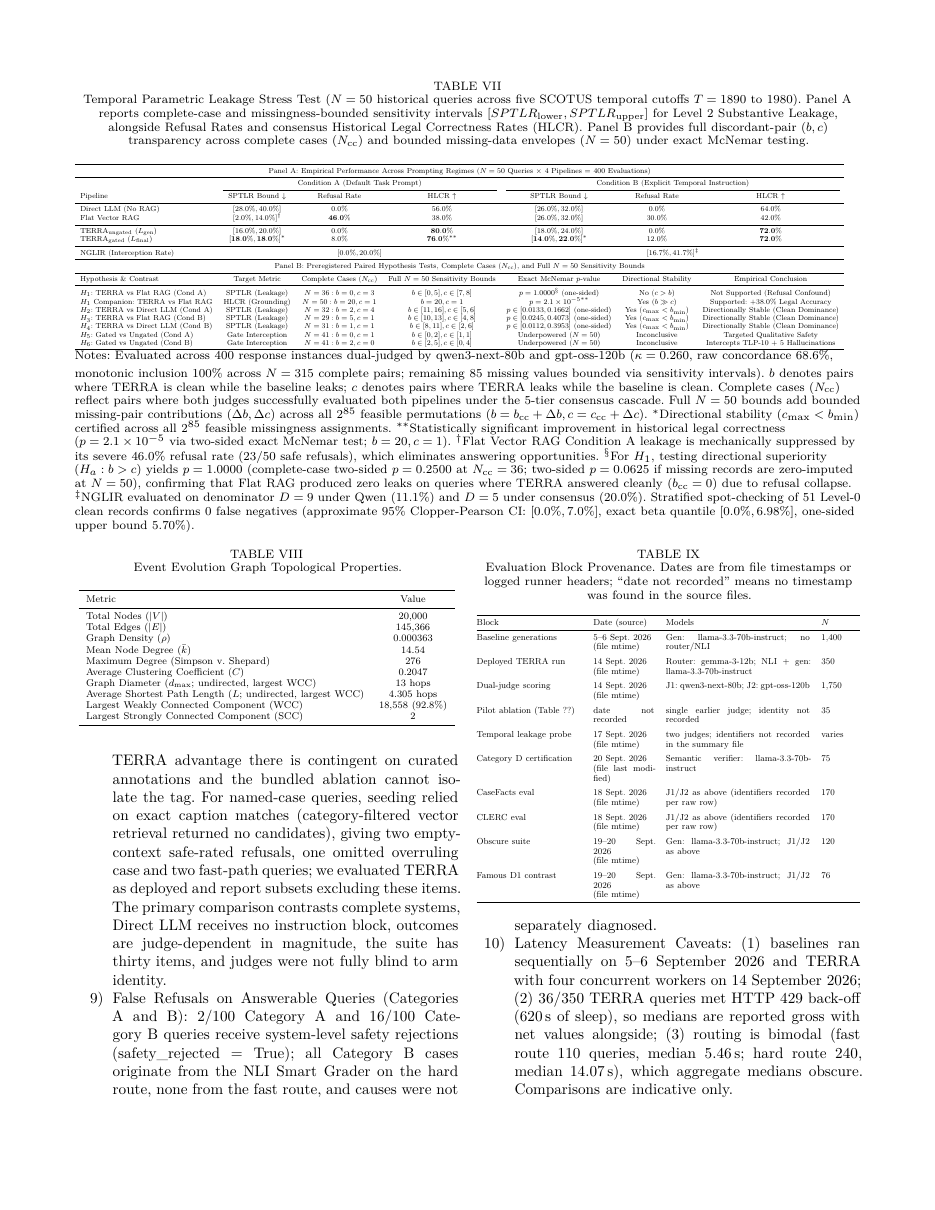 TABLE VII
Temporal Parametric Leakage Stress Test (N = 50 historical queries across five SCOTUS temporal cutoffs T = 1890 to 1980). Panel A
reports complete-case and missingness-bounded sensitivity intervals [SPTLR_lower, SPTLR_upper] for Level 2 Substantive Leakage,
alongside Refusal Rates and consensus Historical Legal Correctness Rates (HLCR). Panel B provides full discordant-pair (b, c)
transparency across complete cases (N_cc) and bounded missing-data envelopes (N = 50) under exact McNemar testing.
Panel A: Empirical Performance Across Prompting Regimes (N = 50 Queries × 4 Pipelines = 400 Evaluations)
Condition A (Default Task Prompt) Condition B (Explicit Temporal Instruction)
Pipeline SPTLR Bound ↓ Refusal Rate HLCR ↑ SPTLR Bound ↓ Refusal Rate HLCR ↑
Direct LLM (No RAG) [28.0%, 40.0%] 0.0% 56.0% [26.0%, 32.0%] 0.0% 64.0%
Flat Vector RAG [2.0%, 14.0%]† 46.0% 38.0% [26.0%, 32.0%] 30.0% 42.0%
TERRA_ungated (L_gen) [16.0%, 20.0%] 0.0% 80.0% [18.0%, 24.0%] 0.0% 72.0%
TERRA_gated (L_final) [18.0%, 18.0%]* 8.0% 76.0%** [14.0%, 22.0%]* 12.0% 72.0%
NGLIR (Interception Rate) [0.0%, 20.0%] [16.7%, 41.7%]‡
Panel B: Preregistered Paired Hypothesis Tests, Complete Cases (N_cc), and Full N = 50 Sensitivity Bounds
Hypothesis & Contrast Target Metric Complete Cases (N_cc) Full N = 50 Sensitivity Bounds Exact McNemar p-value Directional Stability Empirical Conclusion
H₁: TERRA vs Flat RAG (Cond A) SPTLR (Leakage) N = 36 : b = 0, c = 3 b ∈ [0, 5], c ∈ [7, 8] p = 1.0000§ (one-sided) No (c > b) Not Supported (Refusal Confound)
H₁ Companion: TERRA vs Flat RAG HLCR (Grounding) N = 50 : b = 20, c = 1 b = 20, c = 1 p = 2.1 × 10⁻⁵** Yes (b ≫ c) Supported: +38.0% Legal Accuracy
H₂: TERRA vs Direct LLM (Cond A) SPTLR (Leakage) N = 32 : b = 2, c = 4 b ∈ [11, 16], c ∈ [5, 6] p ∈ [0.0133, 0.1662] (one-sided) Yes (c_max < b_min) Directionally Stable (Clean Dominance)
H₃: TERRA vs Flat RAG (Cond B) SPTLR (Leakage) N = 29 : b = 5, c = 1 b ∈ [10, 13], c ∈ [4, 8] p ∈ [0.0245, 0.4073] (one-sided) Yes (c_max < b_min) Directionally Stable (Clean Dominance)
H₄: TERRA vs Direct LLM (Cond B) SPTLR (Leakage) N = 31 : b = 1, c = 1 b ∈ [8, 11], c ∈ [2, 6] p ∈ [0.0112, 0.3953] (one-sided) Yes (c_max < b_min) Directionally Stable (Clean Dominance)
H₅: Gated vs Ungated (Cond A) Gate Interception N = 41 : b = 0, c = 1 b ∈ [0, 2], c ∈ [1, 1] Underpowered (N = 50) Inconclusive Targeted Qualitative Safety
H₆: Gated vs Ungated (Cond B) Gate Interception N = 41 : b = 2, c = 0 b ∈ [2, 5], c ∈ [0, 4] Underpowered (N = 50) Inconclusive Intercepts TLP-10 + 5 Hallucinations
Notes: Evaluated across 400 response instances dual-judged by qwen3-next-80b and gpt-oss-120b (κ = 0.260, raw concordance 68.6%,
monotonic inclusion 100% across N = 315 complete pairs; remaining 85 missing values bounded via sensitivity intervals). b denotes pairs
where TERRA is clean while the baseline leaks; c denotes pairs where TERRA leaks while the baseline is clean. Complete cases (N_cc)
reflect pairs where both judges successfully evaluated both pipelines under the 5-tier consensus cascade. Full N = 50 bounds add bounded
missing-pair contributions (Δb, Δc) across all 2⁸⁵ feasible permutations (b = b_cc + Δb, c = c_cc + Δc). *Directional stability (c_max < b_min)
certified across all 2⁸⁵ feasible missingness assignments. **Statistically significant improvement in historical legal correctness
(p = 2.1 × 10⁻⁵ via two-sided exact McNemar test; b = 20, c = 1). †Flat Vector RAG Condition A leakage is mechanically suppressed by
its severe 46.0% refusal rate (23/50 safe refusals), which eliminates answering opportunities. §For H₁, testing directional superiority
(H_a : b > c) yields p = 1.0000 (complete-case two-sided p = 0.2500 at N_cc = 36; two-sided p = 0.0625 if missing records are zero-imputed
at N = 50), confirming that Flat RAG produced zero leaks on queries where TERRA answered cleanly (b_cc = 0) due to refusal collapse.
‡NGLIR evaluated on denominator D = 9 under Qwen (11.1%) and D = 5 under consensus (20.0%). Stratified spot-checking of 51 Level-0
clean records confirms 0 false negatives (approximate 95% Clopper-Pearson CI: [0.0%, 7.0%], exact beta quantile [0.0%, 6.98%], one-sided
upper bound 5.70%).
TABLE VIII
Event Evolution Graph Topological Properties.
Metric Value
Total Nodes (|V|) 20,000
Total Edges (|E|) 145,366
Graph Density (ρ) 0.000363
Mean Node Degree (k̄) 14.54
Maximum Degree (Simpson v. Shepard) 276
Average Clustering Coefficient (C) 0.2047
Graph Diameter (d_max; undirected, largest WCC) 13 hops
Average Shortest Path Length (L; undirected, largest WCC) 4.305 hops
Largest Weakly Connected Component (WCC) 18,558 (92.8%)
Largest Strongly Connected Component (SCC) 2
TERRA advantage there is contingent on curated
annotations and the bundled ablation cannot iso-
late the tag. For named-case queries, seeding relied
on exact caption matches (category-filtered vector
retrieval returned no candidates), giving two empty-
context safe-rated refusals, one omitted overruling
case and two fast-path queries; we evaluated TERRA
as deployed and report subsets excluding these items.
The primary comparison contrasts complete systems,
Direct LLM receives no instruction block, outcomes
are judge-dependent in magnitude, the suite has
thirty items, and judges were not fully blind to arm
identity.
9) False Refusals on Answerable Queries (Categories
A and B): 2/100 Category A and 16/100 Cate-
gory B queries receive system-level safety rejections
(safety_rejected = True); all Category B cases
originate from the NLI Smart Grader on the hard
route, none from the fast route, and causes were not
TABLE IX
Evaluation Block Provenance. Dates are from file timestamps or
logged runner headers; “date not recorded” means no timestamp
was found in the source files.
Block Date (source) Models N
Baseline generations 5–6 Sept. 2026 Gen: llama-3.3-70b-instruct; no 1,400
(file mtime) router/NLI
Deployed TERRA run 14 Sept. 2026 Router: gemma-3-12b; NLI + gen: 350
(file mtime) llama-3.3-70b-instruct
Dual-judge scoring 14 Sept. 2026 J1: qwen3-next-80b; J2: gpt-oss-120b 1,750
(file mtime)
Pilot ablation (Table ??) date not single earlier judge; identity not 35
recorded recorded
Temporal leakage probe 17 Sept. 2026 two judges; identifiers not recorded varies
(file mtime) in the summary file
Category D certification 20 Sept. 2026 Semantic verifier: llama-3.3-70b- 75
(file last modi- instruct
fied)
CaseFacts eval 18 Sept. 2026 J1/J2 as above (identifiers recorded 170
(file mtime) per raw row)
CLERC eval 18 Sept. 2026 J1/J2 as above (identifiers recorded 170
(file mtime) per raw row)
Obscure suite 19–20 Sept. Gen: llama-3.3-70b-instruct; J1/J2 120
2026 as above
(file mtime)
Famous D1 contrast 19–20 Sept. Gen: llama-3.3-70b-instruct; J1/J2 76
2026 as above
(file mtime)
separately diagnosed.
10) Latency Measurement Caveats: (1) baselines ran
sequentially on 5–6 September 2026 and TERRA
with four concurrent workers on 14 September 2026;
(2) 36/350 TERRA queries met HTTP 429 back-off
(620 s of sleep), so medians are reported gross with
net values alongside; (3) routing is bimodal (fast
route 110 queries, median 5.46 s; hard route 240,
median 14.07 s), which aggregate medians obscure.
Comparisons are indicative only.